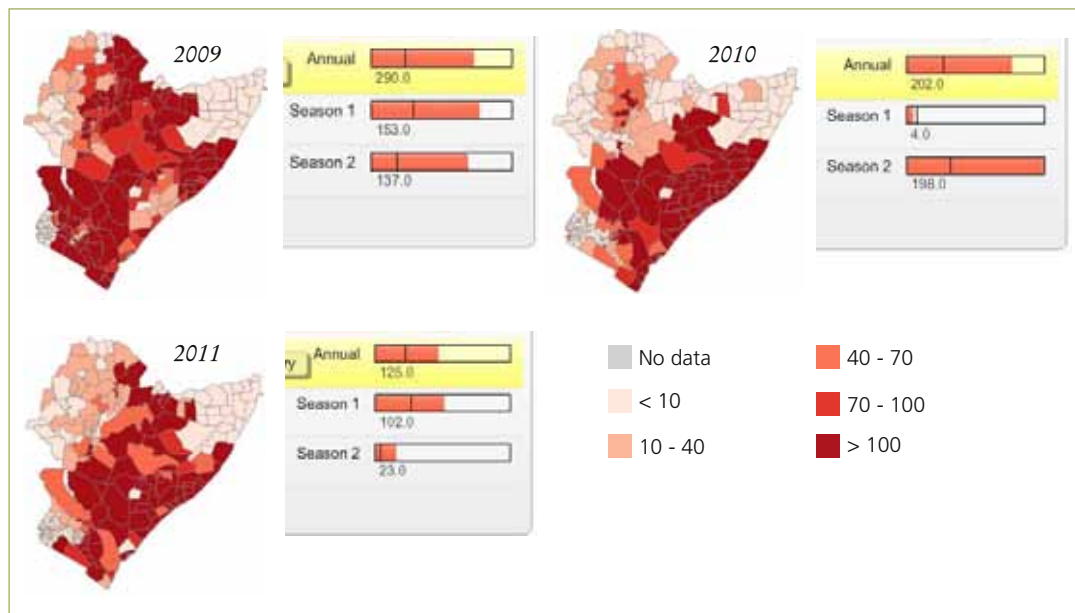 2009
Annual
290.0
Season 1
153.0
Season 2
137.0
2010
Annual
202.0
Season 1
4.0
Season 2
198.0
2011
Annual
125.0
Season 1
102.0
Season 2
23.0
No data
< 10
10 - 40
40 - 70
70 - 100
> 100